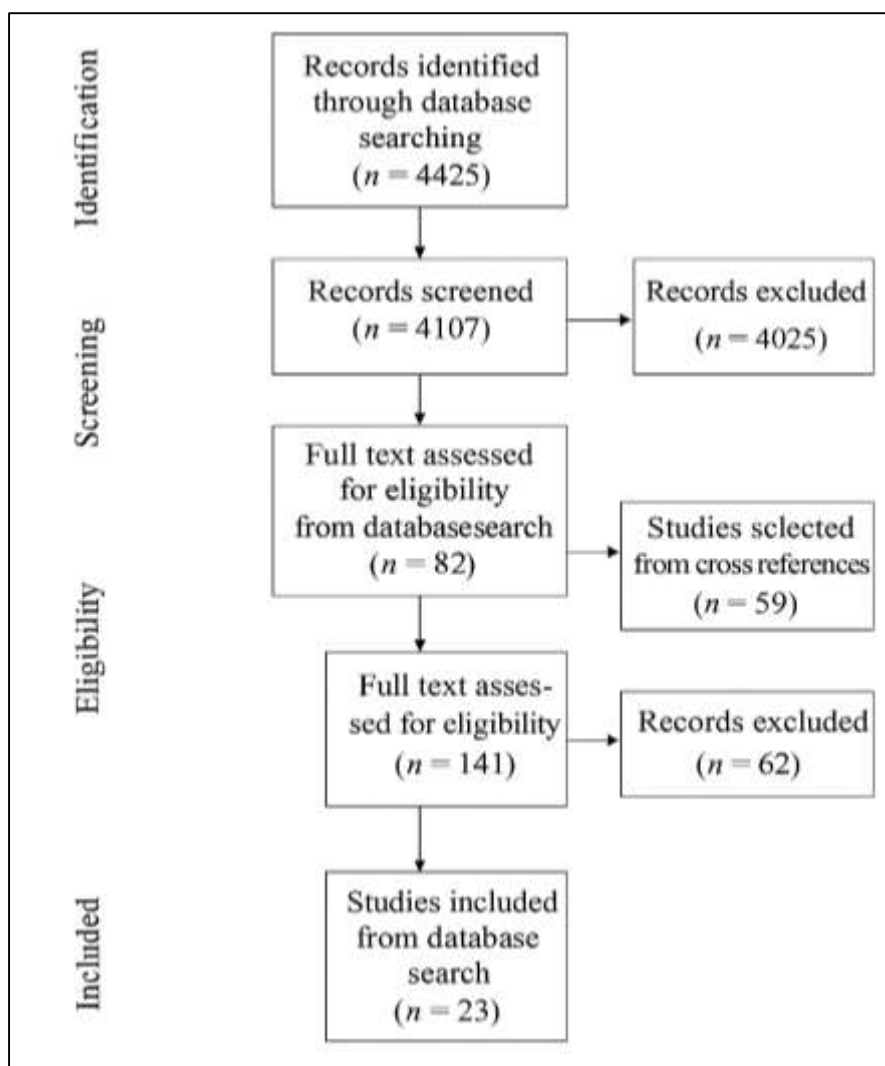 Identification
Records identified
through database
searching
(n = 4425)
Screening
Records screened
(n = 4107)
Records excluded
(n = 4025)
Full text assessed
for eligibility
from databasesearch
(n = 82)
Studies sclected
from cross references
(n = 59)
Eligibility
Full text asses-
sed for eligibility
(n = 141)
Records excluded
(n = 62)
Included
Studies included
from database
search
(n = 23)